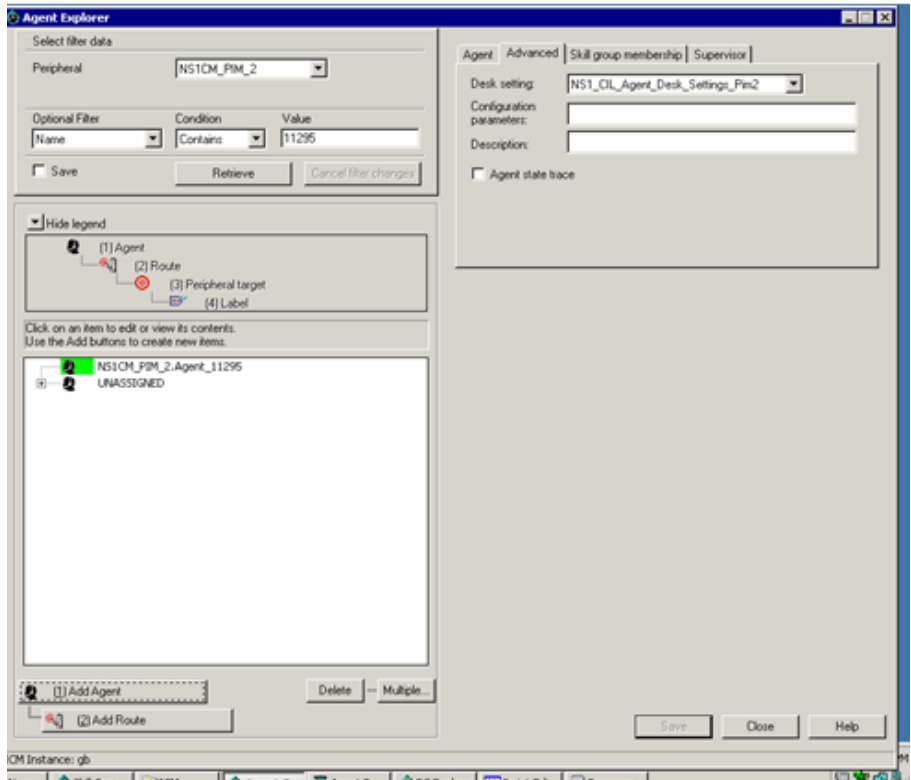 Agent Explorer
Select filter data
Peripheral
NS1CM_PIM_2
Optional Filter
Condition
Value
Name
Contains
11295
Save
Retrieve
Cancel filter changes
Hide legend
(1) Agent
(2) Route
(3) Peripheral target
(4) Label
Click on an item to edit or view its contents.
Use the Add buttons to create new items.
NS1CM_PIM_2.Agent_11295
UNASSIGNED
(1) Add Agent
Delete
Multiple...
(2) Add Route
Agent
Advanced
Skill group membership
Supervisor
Desk setting:
NS1_CIL_Agent_Desk_Settings_Pim2
Configuration
parameters:
Description:
Agent state trace
Save
Close
Help
CM Instance: gb